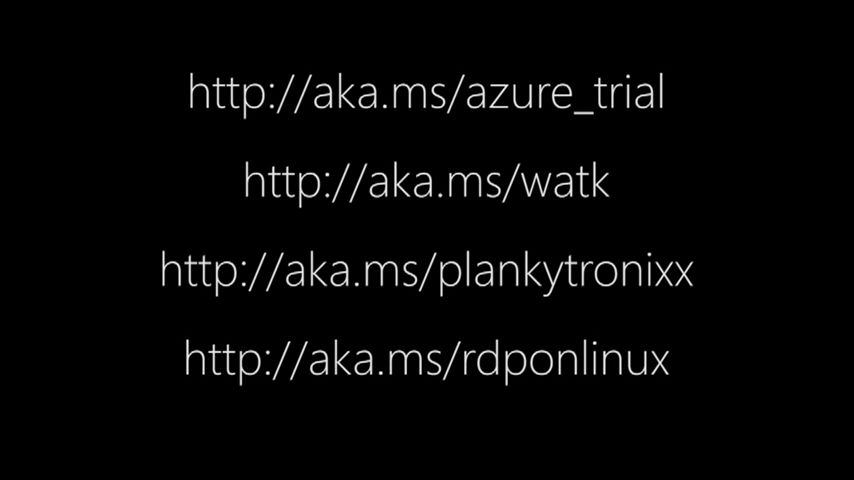 http://aka.ms/azure_trial
http://aka.ms/watk
http://aka.ms/plankytronixx
http://aka.ms/rdponlinux